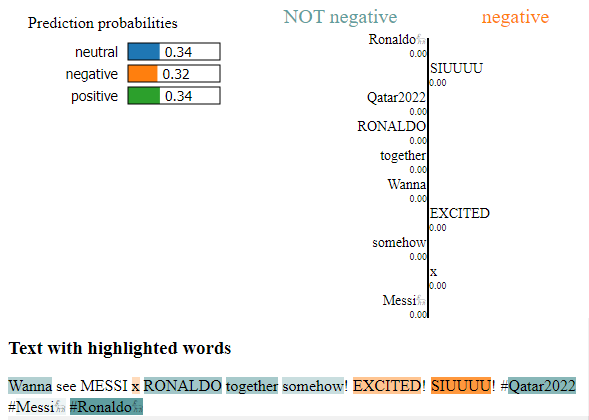 Prediction probabilities
neutral 0.34
negative 0.32
positive 0.34
NOT negative negative
Ronaldo🐐
0.00
SIUUUU
0.00
Qatar2022
0.00
RONALDO
0.00
together
0.00
Wanna
0.00
EXCITED
0.00
somehow
0.00
x
0.00
Messi🐐
0.00
Text with highlighted words
Wanna see MESSI x RONALDO together somehow! EXCITED! SIUUUU! #Qatar2022
#Messi🐐 #Ronaldo🐐